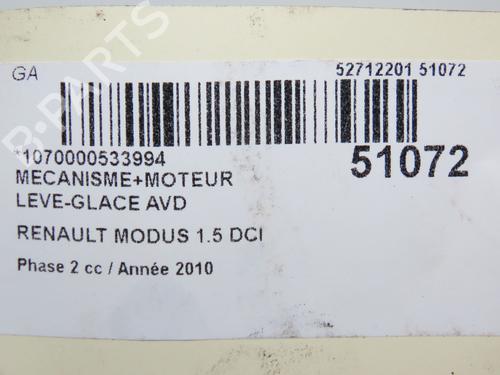 GA
52712201 51072
*1070000533994
51072
MECANISME+MOTEUR
LEVE-GLACE AVD
RENAULT MODUS 1.5 DCI
Phase 2 cc / Année 2010
B-PARTS